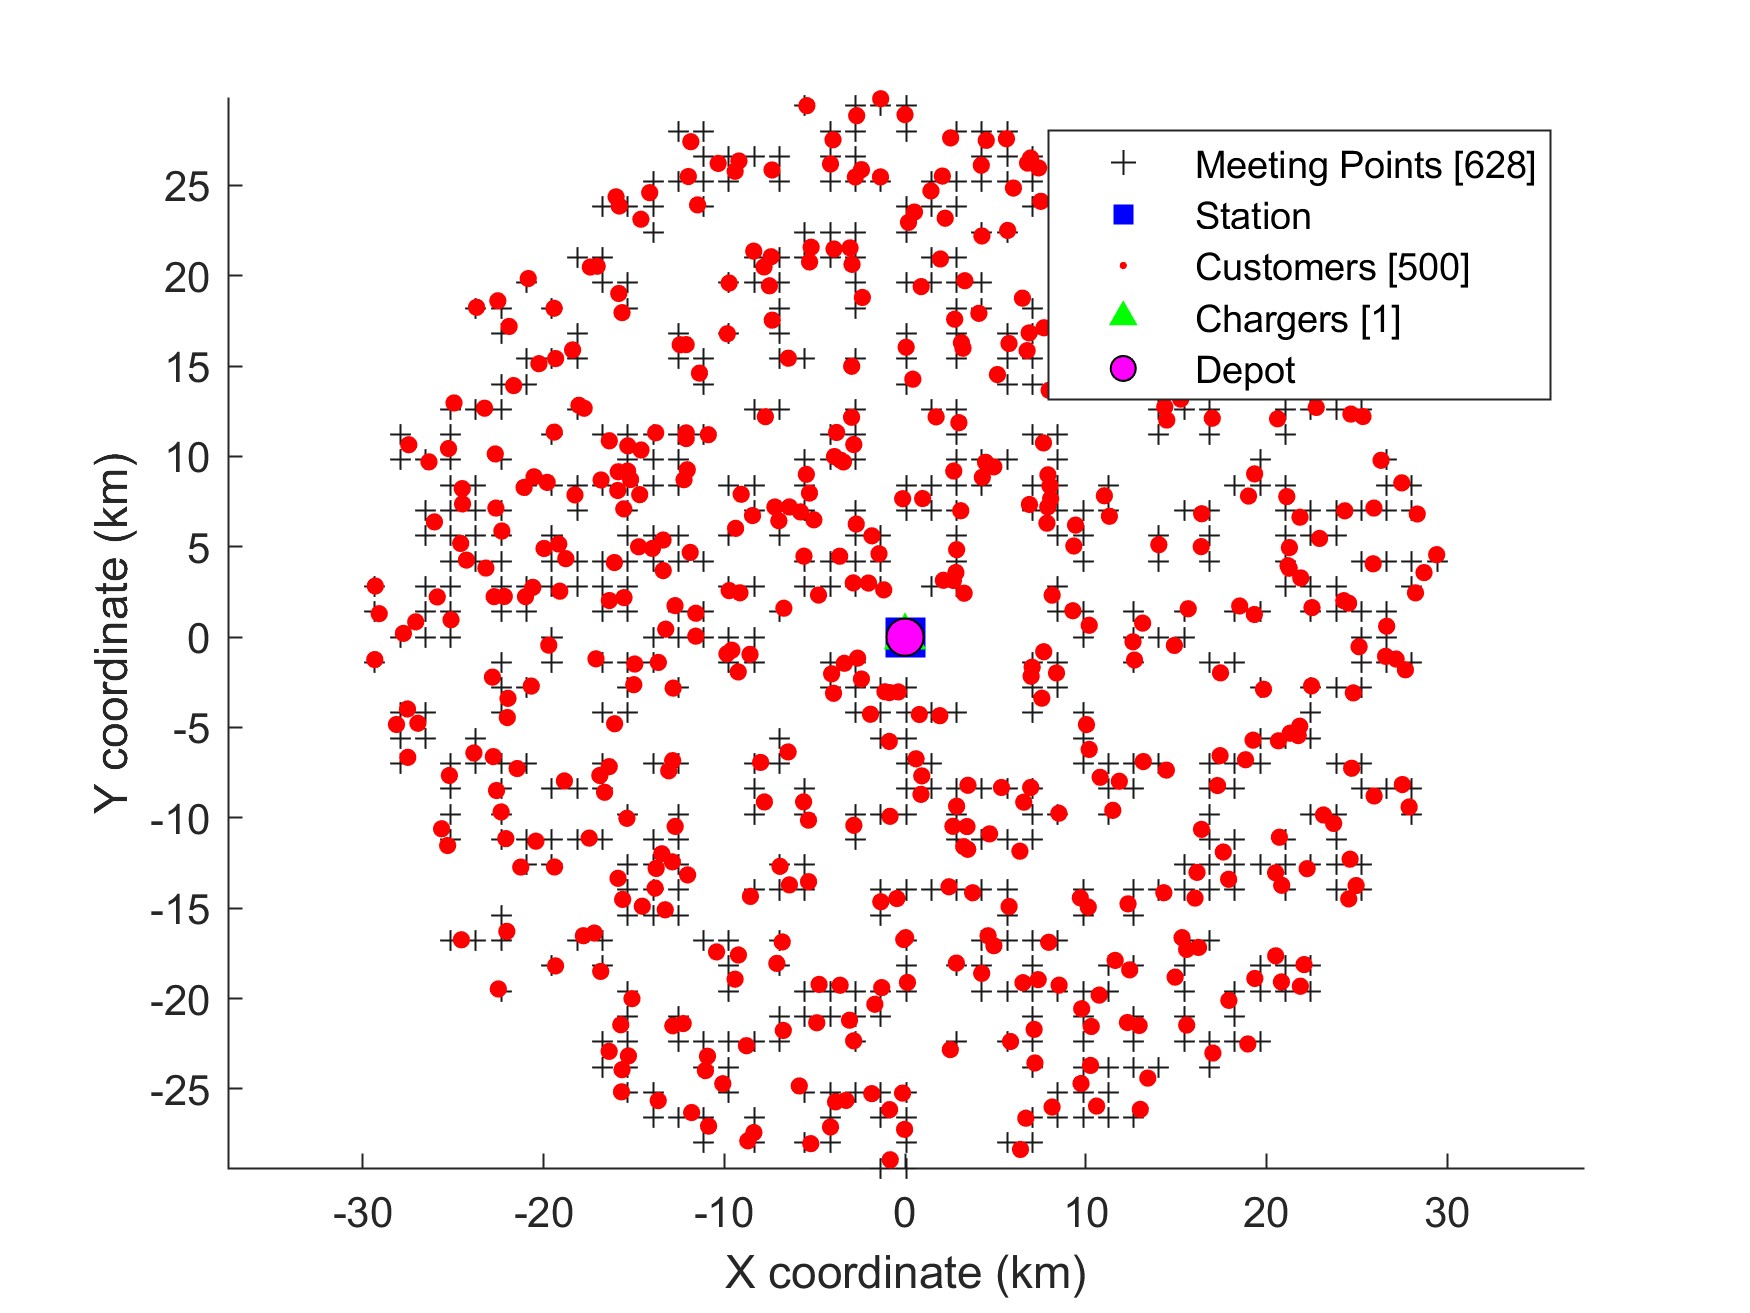 Meeting Points [628]
Station
Customers [500]
Chargers [1]
Depot
25
20
15
10
5
0
-5
-10
-15
-20
-25
Y coordinate (km)
-30 -20 -10 0 10 20 30
X coordinate (km)